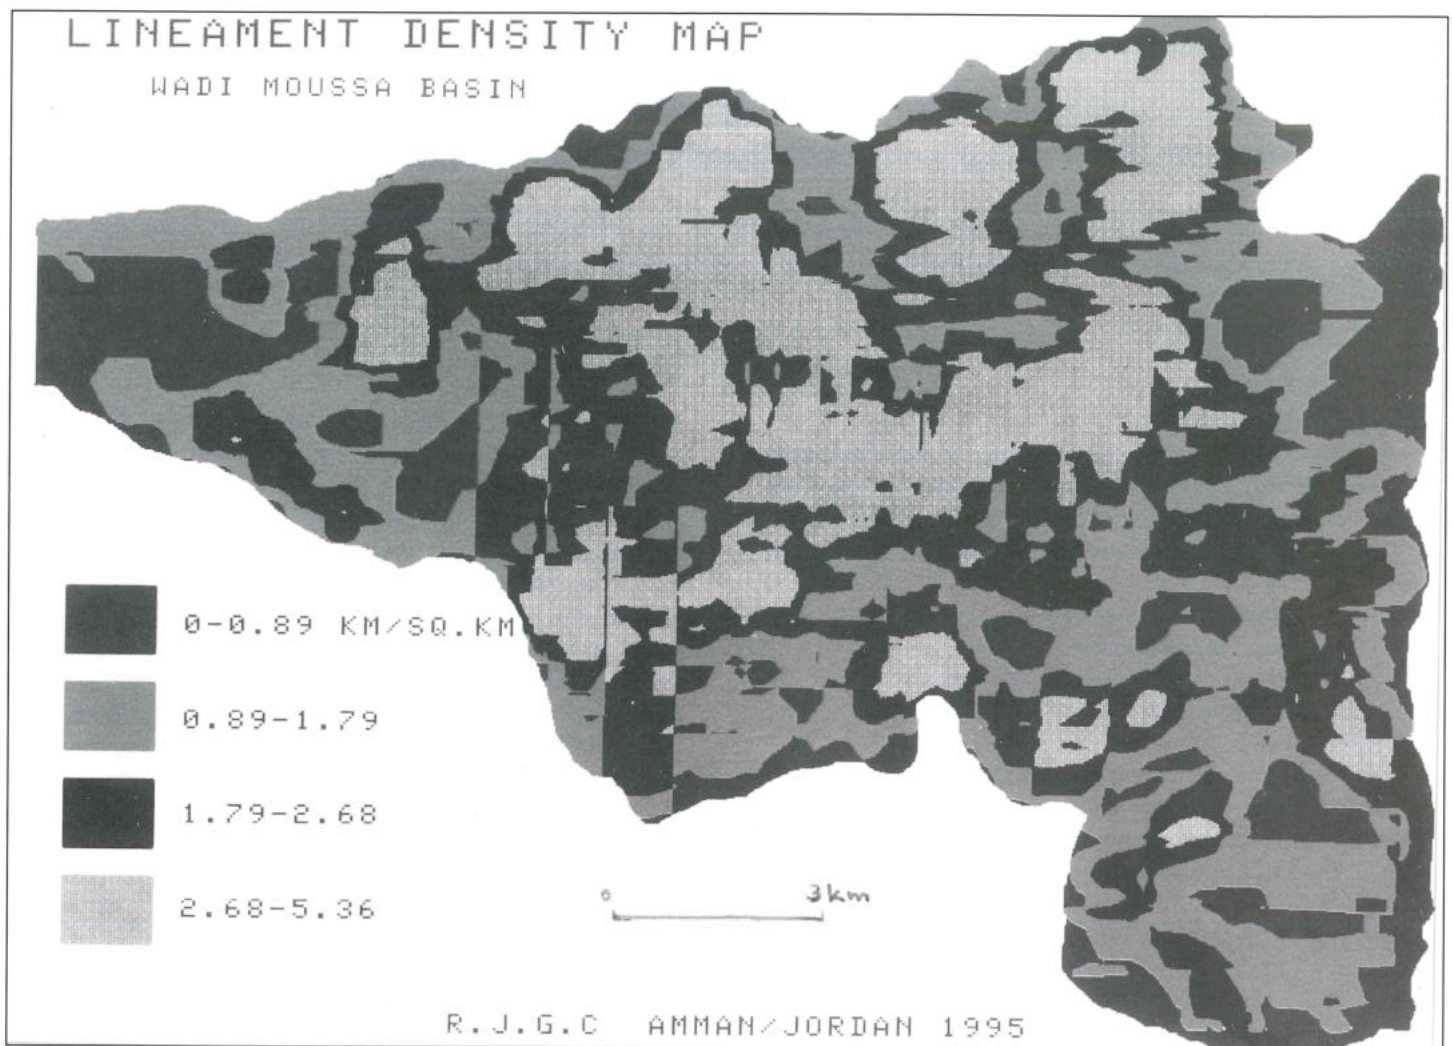 LINEAMENT DENSITY MAP
WADI MOUSSA BASIN
0-0.89 KM/SQ.KM
0.89-1.79
1.79-2.68
2.68-5.36
0 3km
R.J.G.C AMMAN/JORDAN 1995